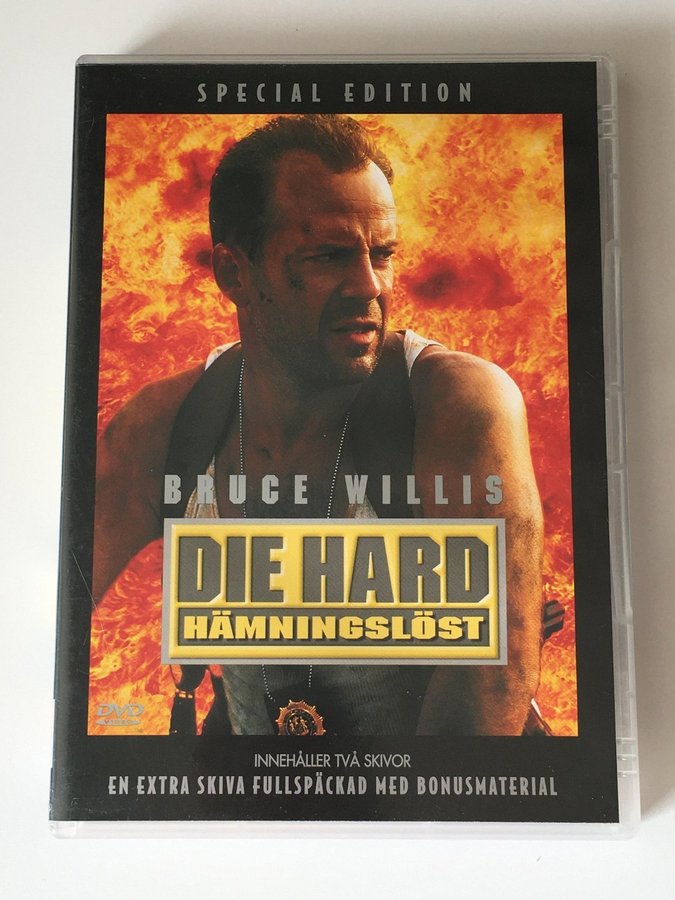 SPECIAL EDITION
BRUCE WILLIS
DIE HARD
HÄMNINGSLÖST
DVD
VIDEO
INNEHÅLLER TVÅ SKIVOR
EN EXTRA SKIVA FULLSPÄCKAD MED BONUSMATERIAL